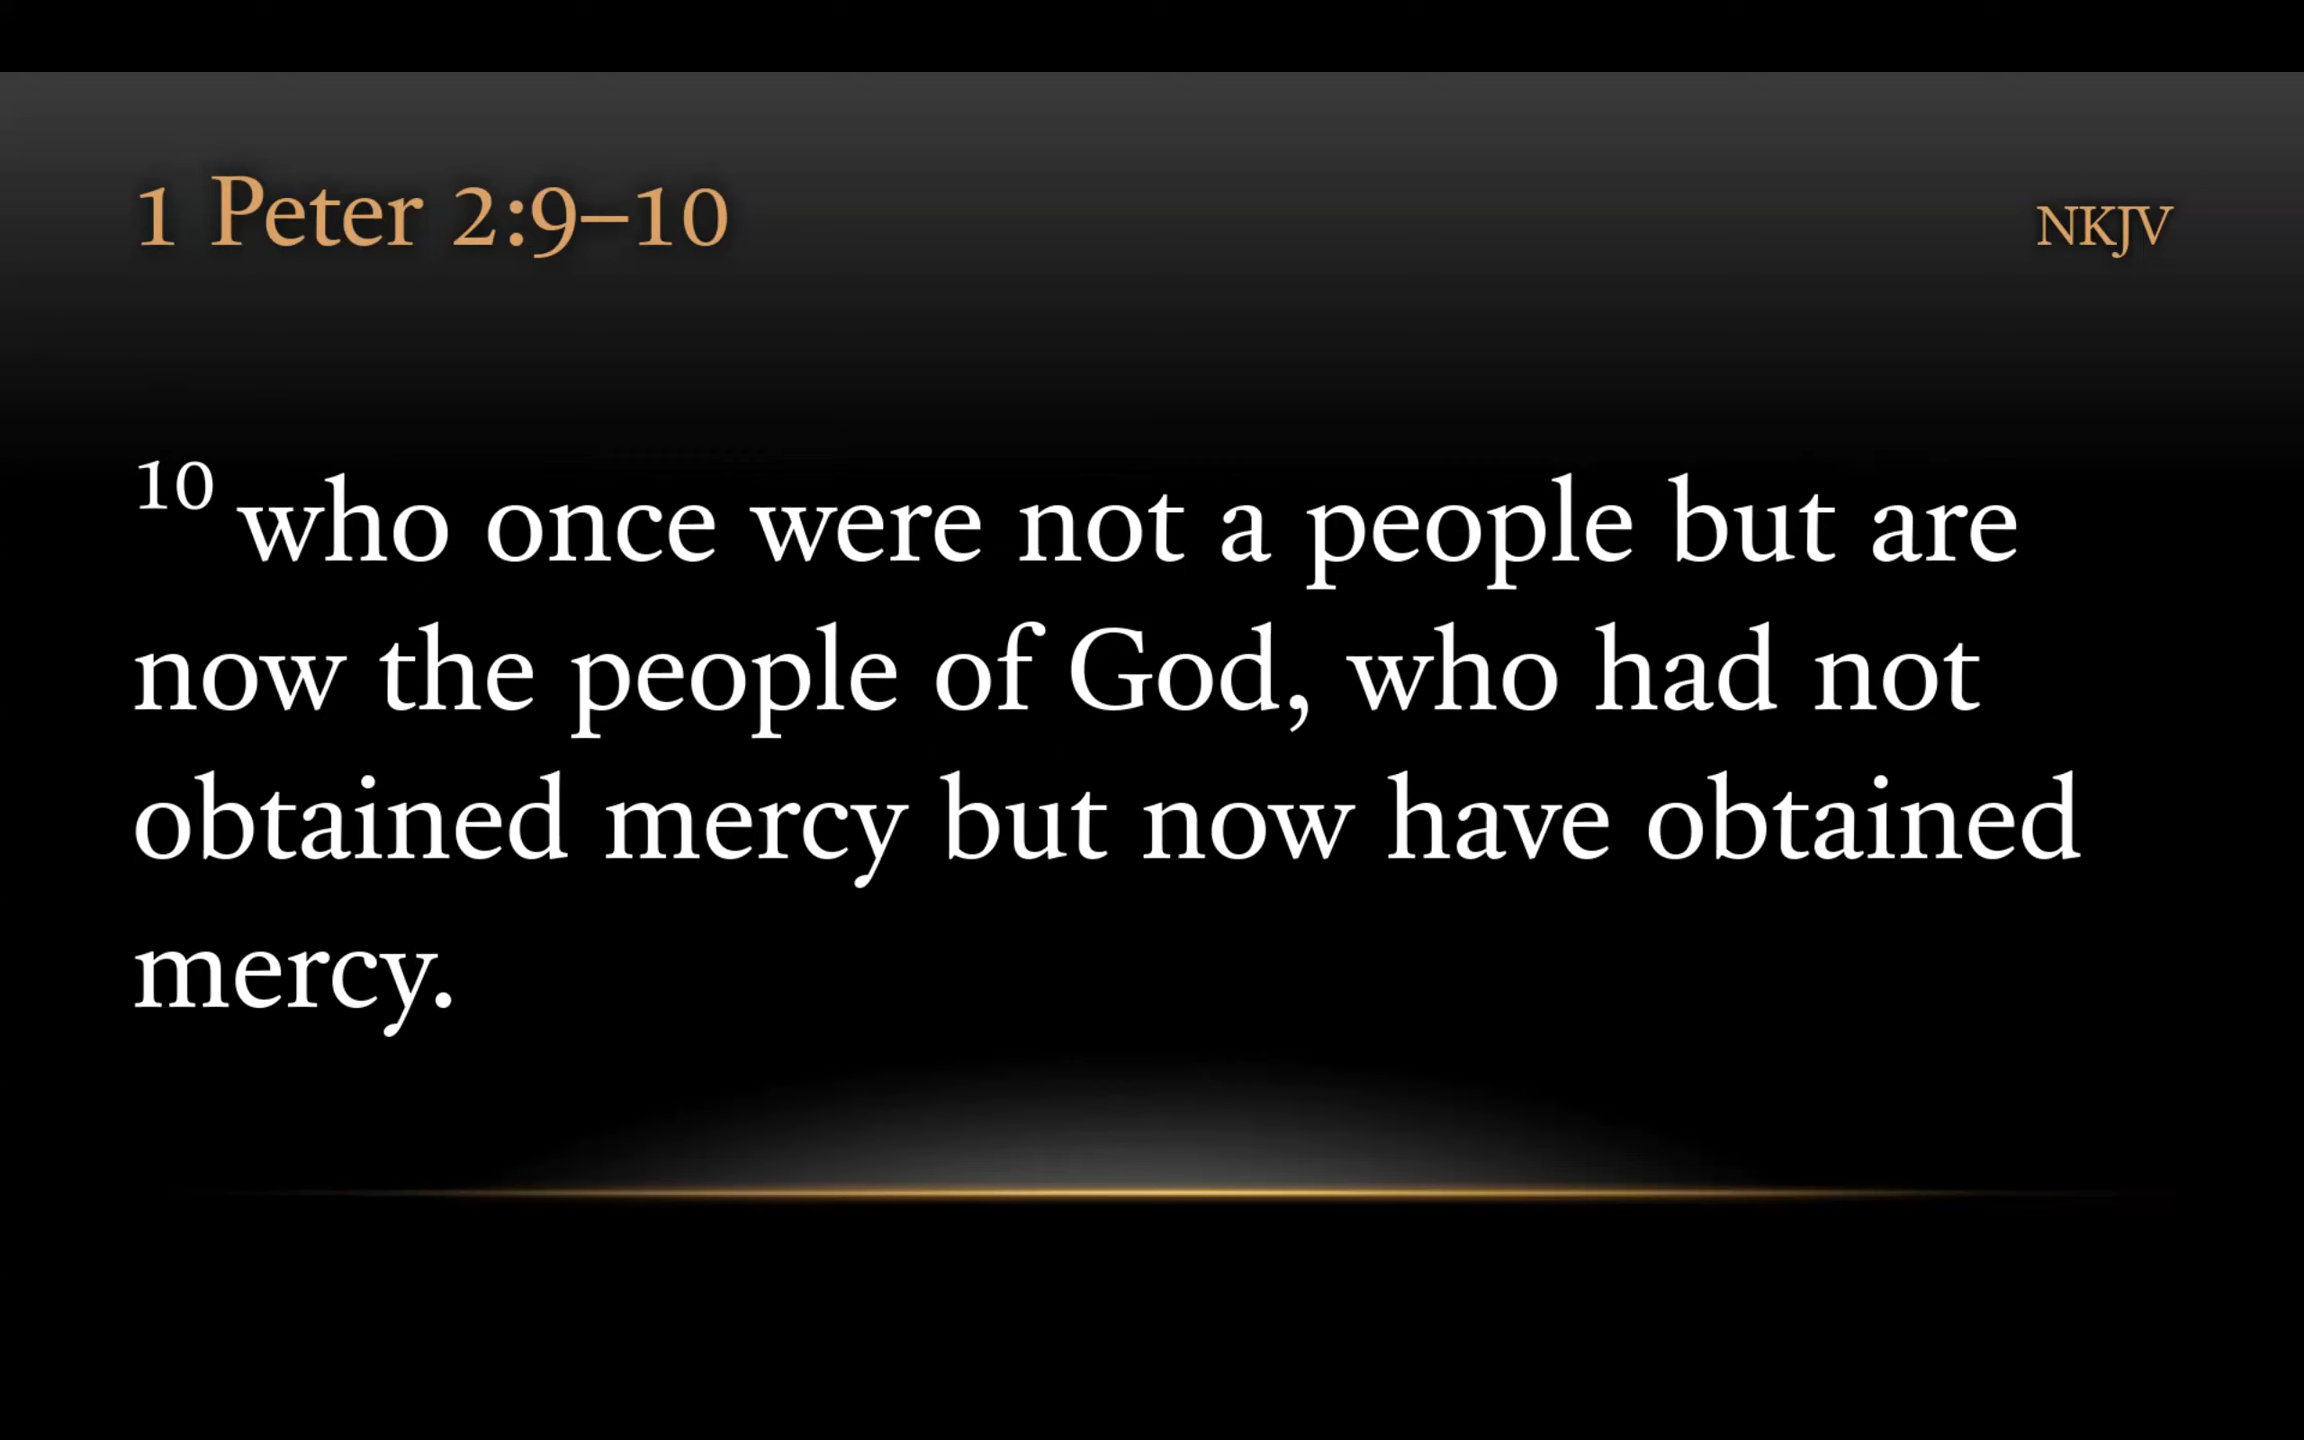 1 Peter 2:9–10 NKJV
10 who once were not a people but are
now the people of God, who had not
obtained mercy but now have obtained
mercy.